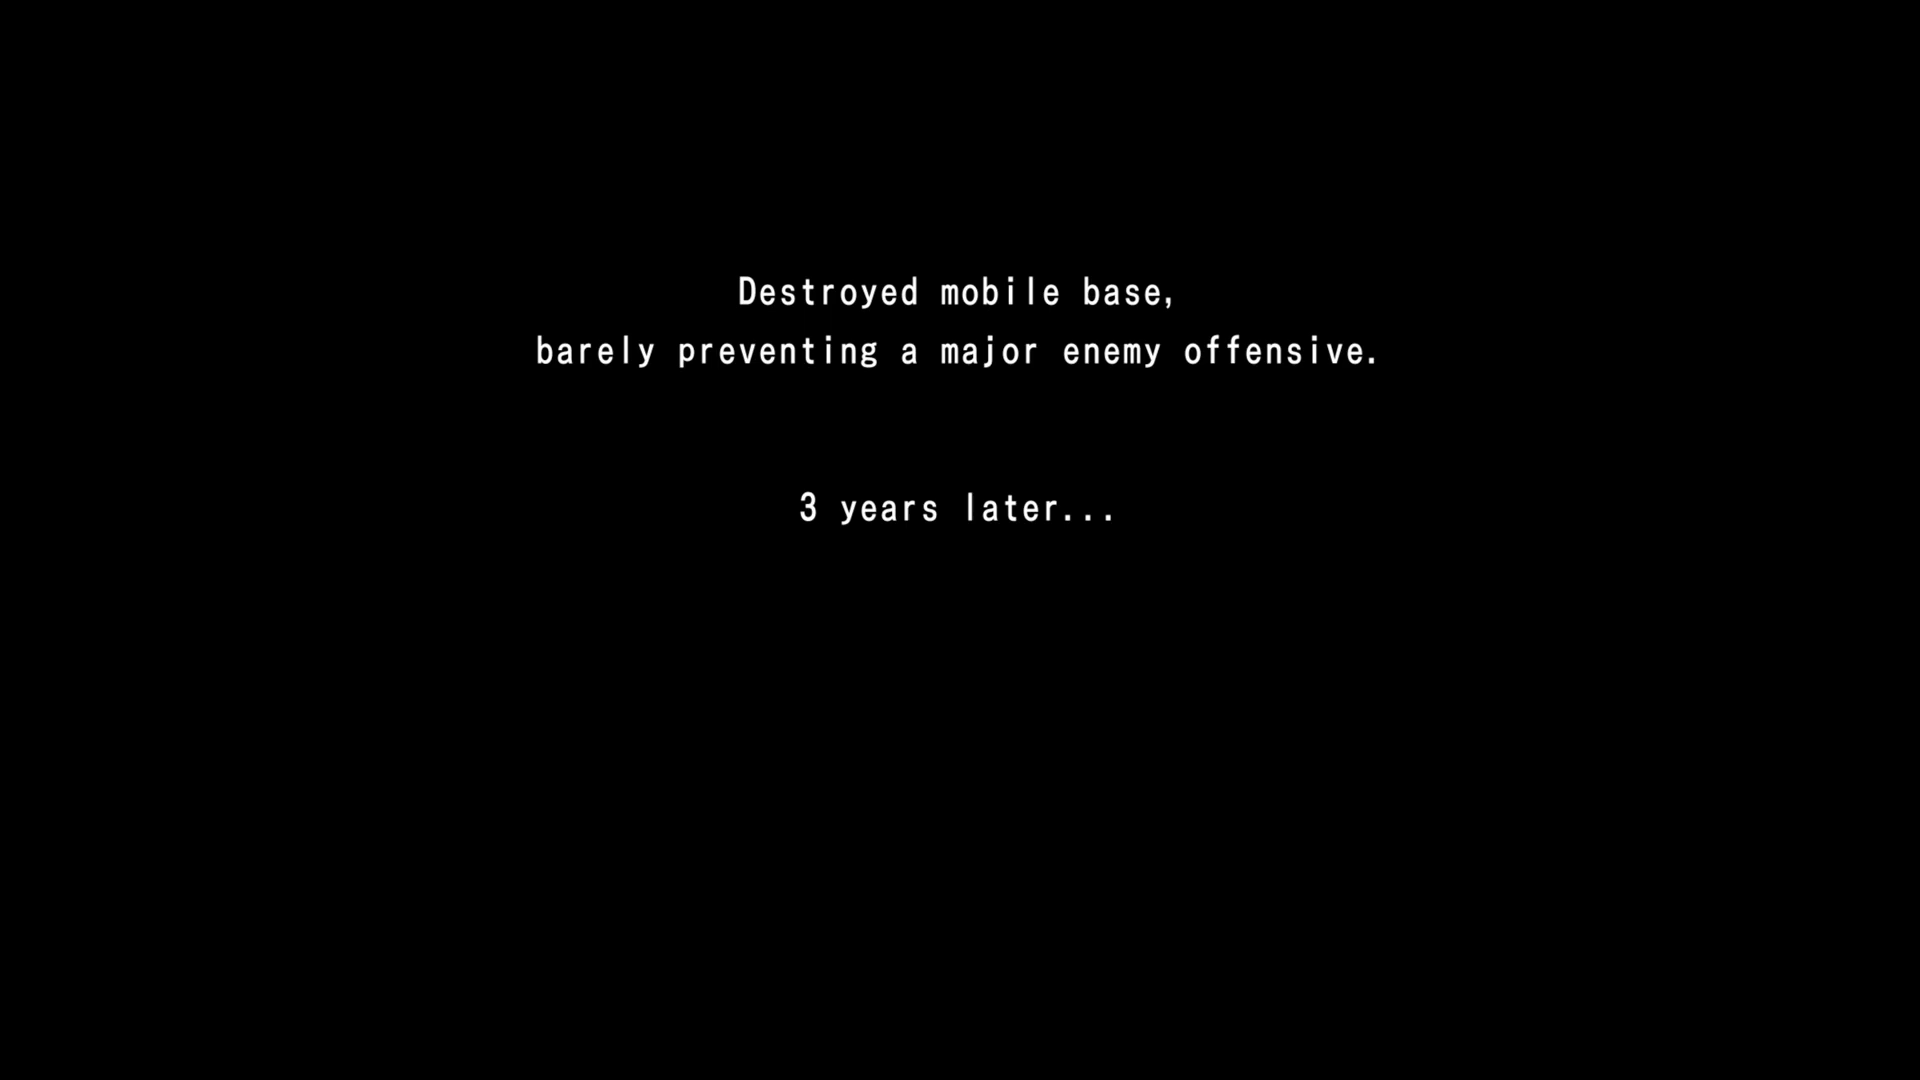 Destroyed mobile base,
barely preventing a major enemy offensive.
3 years later...